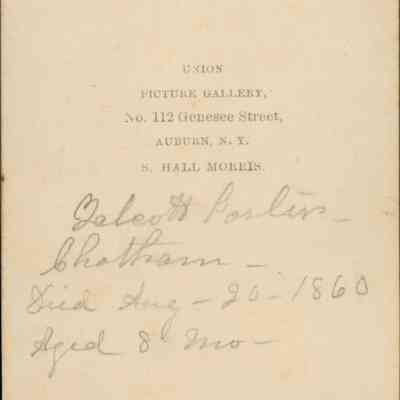 UNION
PICTURE GALLERY,
No. 112 Genesee Street,
AUBURN, N. Y.
S. HALL MORRIS.
Talcott
Chatham –
Died Aug – 20 – 1860
Aged 8 Mo –